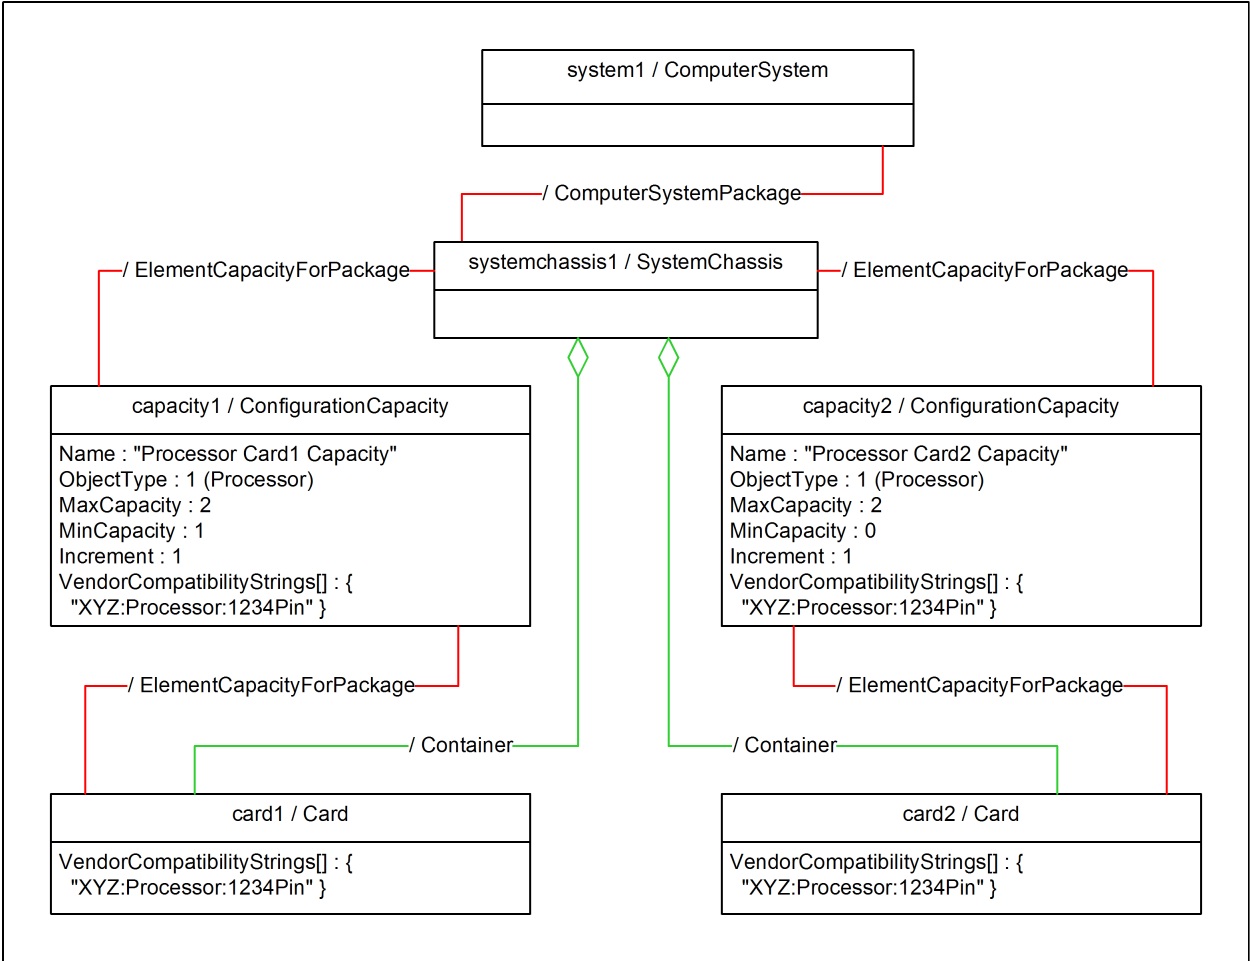 system1 / ComputerSystem
/ ComputerSystemPackage
systemchassis1 / SystemChassis
/ ElementCapacityForPackage
/ ElementCapacityForPackage
capacity1 / ConfigurationCapacity
Name : "Processor Card1 Capacity"
ObjectType : 1 (Processor)
MaxCapacity : 2
MinCapacity : 1
Increment : 1
VendorCompatibilityStrings[] : {
"XYZ:Processor:1234Pin" }
capacity2 / ConfigurationCapacity
Name : "Processor Card2 Capacity"
ObjectType : 1 (Processor)
MaxCapacity : 2
MinCapacity : 0
Increment : 1
VendorCompatibilityStrings[] : {
"XYZ:Processor:1234Pin" }
/ ElementCapacityForPackage
/ ElementCapacityForPackage
/ Container
/ Container
card1 / Card
VendorCompatibilityStrings[] : {
"XYZ:Processor:1234Pin" }
card2 / Card
VendorCompatibilityStrings[] : {
"XYZ:Processor:1234Pin" }